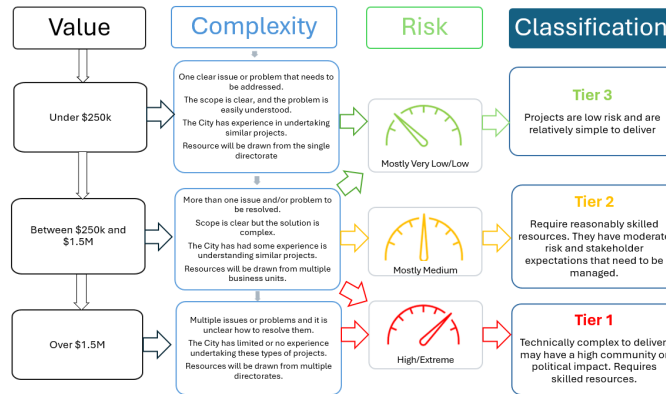 Value
Complexity
Risk
Classification
Under $250k
One clear issue or problem that needs to
be addressed.
The scope is clear, and the problem is
easily understood.
The City has experience in undertaking
similar projects.
Resource will be drawn from the single
directorate
Mostly Very Low/Low
Tier 3
Projects are low risk and are
relatively simple to deliver
Between $250k and
$1.5M
More than one issue and/or problem to
be resolved.
Scope is clear but the solution is
complex.
The City has had some experience is
understanding similar projects.
Resources will be drawn from multiple
business units.
Mostly Medium
Tier 2
Require reasonably skilled
resources. They have moderate
risk and stakeholder
expectations that need to be
managed.
Over $1.5M
Multiple issues or problems and it is
unclear how to resolve them.
The City has limited or no experience
undertaking these types of projects.
Resources will be drawn from multiple
directorates.
High/Extreme
Tier 1
Technically complex to deliver
may have a high community or
political impact. Requires
skilled resources.